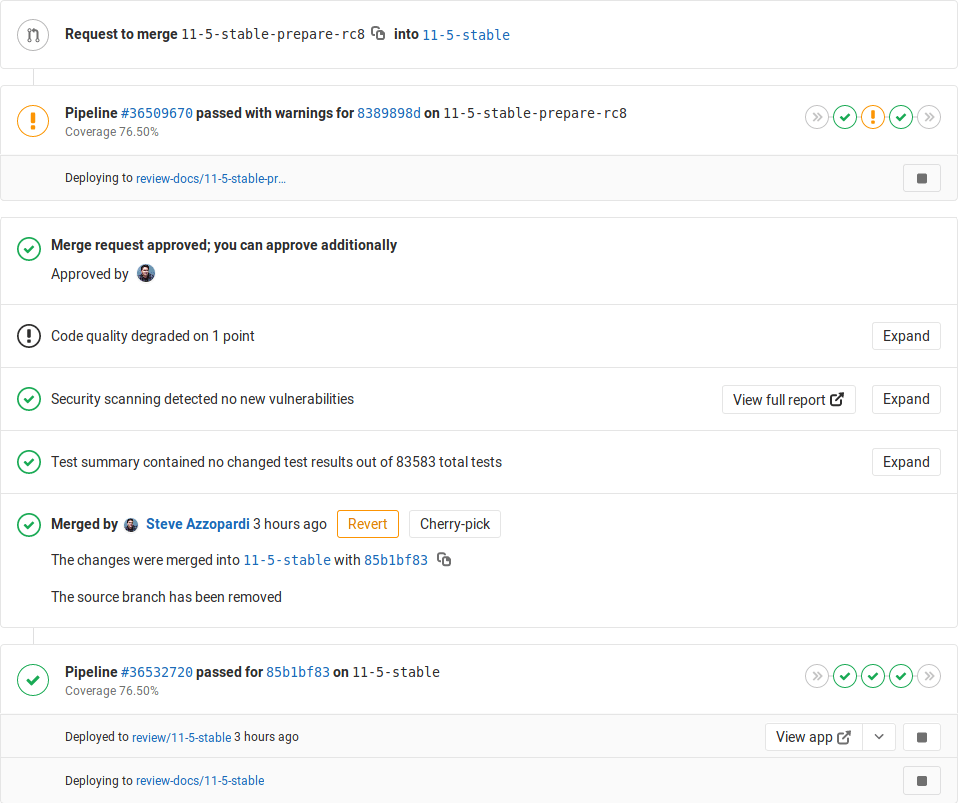 Request to merge 11-5-stable-prepare-rc8 into 11-5-stable
Pipeline #36509670 passed with warnings for 8389898d on 11-5-stable-prepare-rc8
Coverage 76.50%
Deploying to review-docs/11-5-stable-pr...
Merge request approved; you can approve additionally
Approved by
Code quality degraded on 1 point Expand
Security scanning detected no new vulnerabilities View full report Expand
Test summary contained no changed test results out of 83583 total tests Expand
Merged by Steve Azzopardi 3 hours ago Revert Cherry-pick
The changes were merged into 11-5-stable with 85b1bf83
The source branch has been removed
Pipeline #36532720 passed for 85b1bf83 on 11-5-stable
Coverage 76.50%
Deployed to review/11-5-stable 3 hours ago View app
Deploying to review-docs/11-5-stable